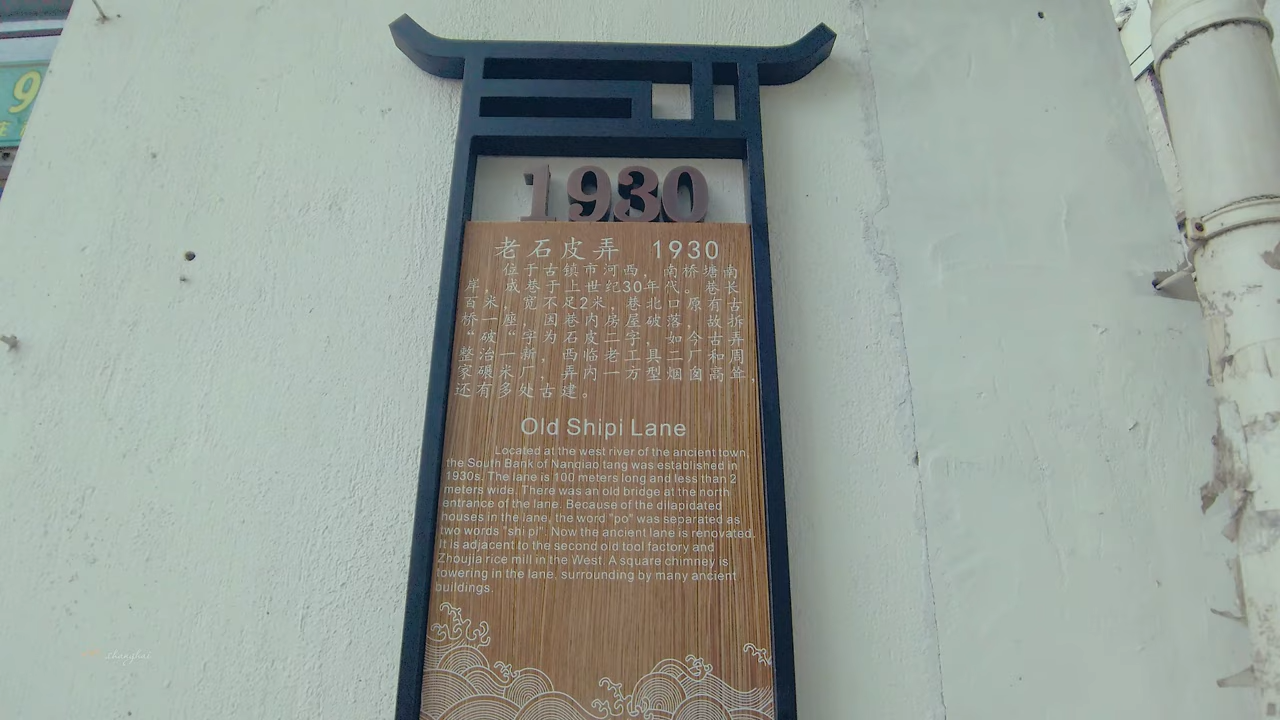 9
1930
老石皮弄 1930
位于古镇市河西，南桥塘南
岸，成巷于上世纪30年代。巷长
百米，宽不足2米，巷北口原有古
桥一座，因巷内房屋破落，故拆
“破“字为石皮二字，如今古弄
整治一新，西临老工具二厂和周
家碾米厂，弄内一方型烟囱高耸，
还有多处古建。
Old Shipi Lane
Located at the west river of the ancient town,
the South Bank of Nanqiao tang was established in
1930s. The lane is 100 meters long and less than 2
meters wide. There was an old bridge at the north
entrance of the lane. Because of the dilapidated
houses in the lane, the word "po" was separated as
two words "shi pi". Now the ancient lane is renovated.
It is adjacent to the second old tool factory and
Zhoujia rice mill in the West. A square chimney is
towering in the lane, surrounding by many ancient
buildings.
shanghai